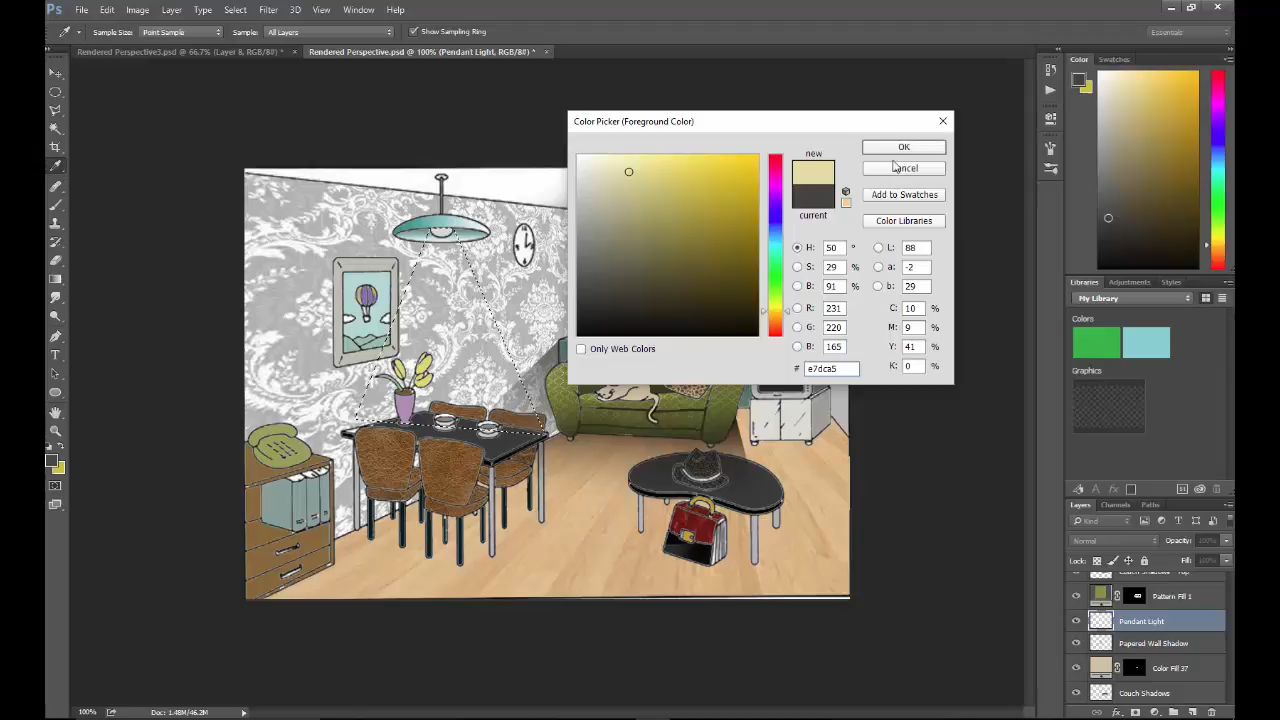 Ps File Edit Image Layer Type Select Filter 3D View Window Help
Sample Size: Point Sample Sample: All Layers Show Sampling Ring Essentials
Rendered Perspective3.psd @ 66.7% (Layer 8, RGB/8#) * × Rendered Perspective.psd @ 100% (Pendant Light, RGB/8#) * ×
Color Swatches
Color Picker (Foreground Color)
new
OK
Cancel
Add to Swatches
current
Color Libraries
H: 50 ° L: 88
S: 29 % a: -2
B: 91 % b: 29
R: 231 C: 10 %
G: 220 M: 9 %
B: 165 Y: 41 %
# e7dca5 K: 0 %
Only Web Colors
Libraries Adjustments Styles
My Library
Colors
Graphics
Layers Channels Paths
Kind
Normal Opacity: 100%
Lock: Fill: 100%
Pattern Fill 1
Pendant Light
Papered Wall Shadow
Color Fill 37
Couch Shadows
100% Doc: 1.48M/46.2M